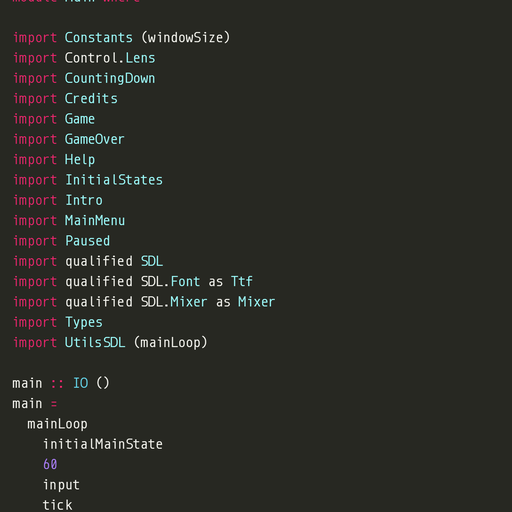 module Main where
import Constants (windowSize)
import Control.Lens
import CountingDown
import Credits
import Game
import GameOver
import Help
import InitialStates
import Intro
import MainMenu
import Paused
import qualified SDL
import qualified SDL.Font as Ttf
import qualified SDL.Mixer as Mixer
import Types
import UtilsSDL (mainLoop)
main :: IO ()
main =
  mainLoop
    initialMainState
    60
    input
    tick